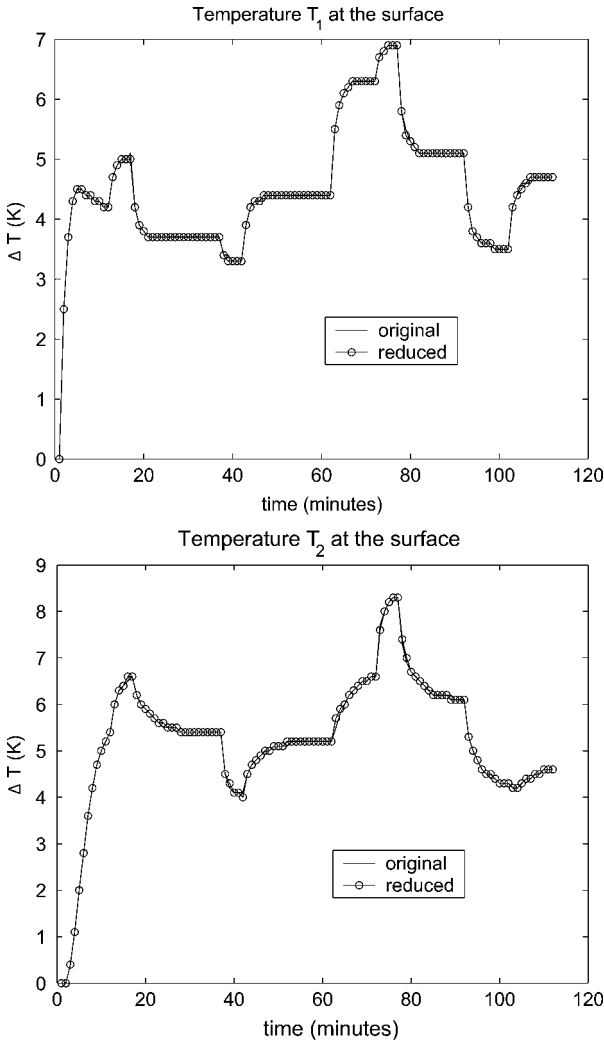 Temperature T1 at the surface
7
6
5
4
3
2
1
0
Δ T (K)
original
reduced
0 20 40 60 80 100 120
time (minutes)
Temperature T2 at the surface
9
8
7
6
5
4
3
2
1
0
Δ T (K)
original
reduced
0 20 40 60 80 100 120
time (minutes)